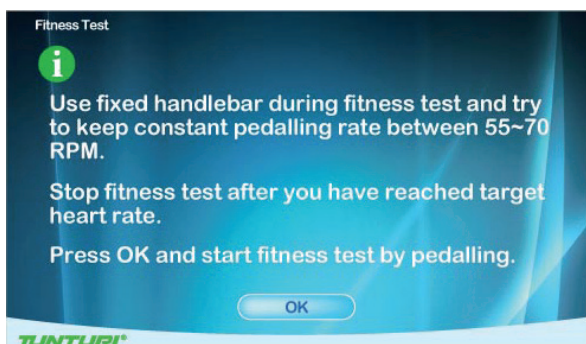 Fitness Test
i
Use fixed handlebar during fitness test and try
to keep constant pedalling rate between 55~70
RPM.
Stop fitness test after you have reached target
heart rate.
Press OK and start fitness test by pedalling.
OK
TUNTURI®